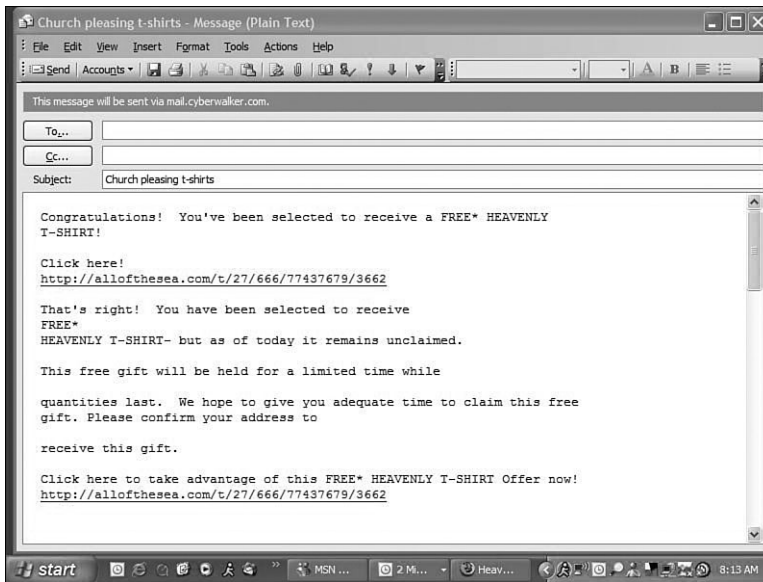 Church pleasing t-shirts - Message (Plain Text)
File Edit View Insert Format Tools Actions Help
Send Accounts
This message will be sent via mail.cyberwalker.com.
To...
Cc...
Subject: Church pleasing t-shirts
Congratulations! You've been selected to receive a FREE* HEAVENLY
T-SHIRT!
Click here!
http://allofthesea.com/t/27/666/77437679/3662
That's right! You have been selected to receive
FREE*
HEAVENLY T-SHIRT- but as of today it remains unclaimed.
This free gift will be held for a limited time while
quantities last. We hope to give you adequate time to claim this free
gift. Please confirm your address to
receive this gift.
Click here to take advantage of this FREE* HEAVENLY T-SHIRT Offer now!
http://allofthesea.com/t/27/666/77437679/3662
start MSN ... 2 Mi... Heav... 8:13 AM